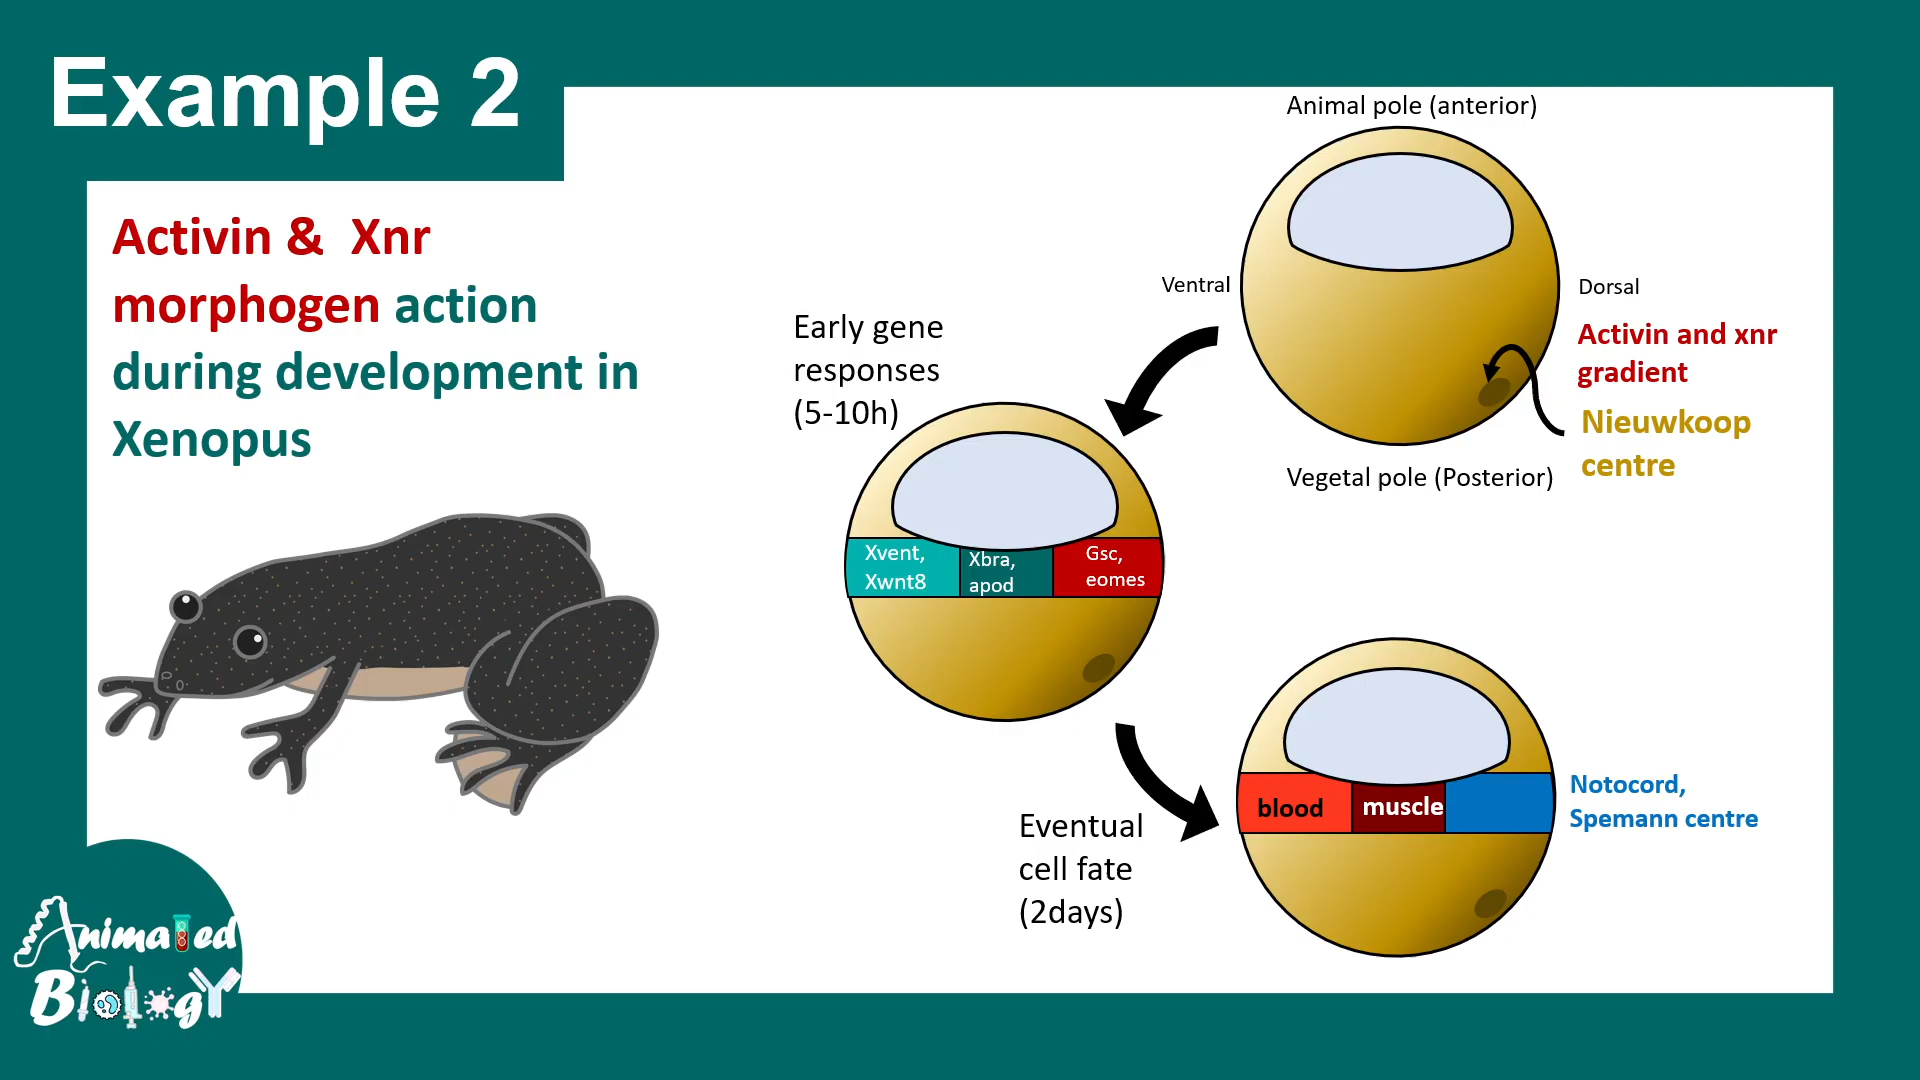 Example 2
Activin & Xnr
morphogen action
during development in
Xenopus
Animal pole (anterior)
Ventral
Dorsal
Activin and xnr
gradient
Nieuwkoop
centre
Vegetal pole (Posterior)
Early gene
responses
(5-10h)
Xvent,
Xwnt8
Xbra,
apod
Gsc,
eomes
Eventual
cell fate
(2days)
blood
muscle
Notocord,
Spemann centre
Animated
Biology